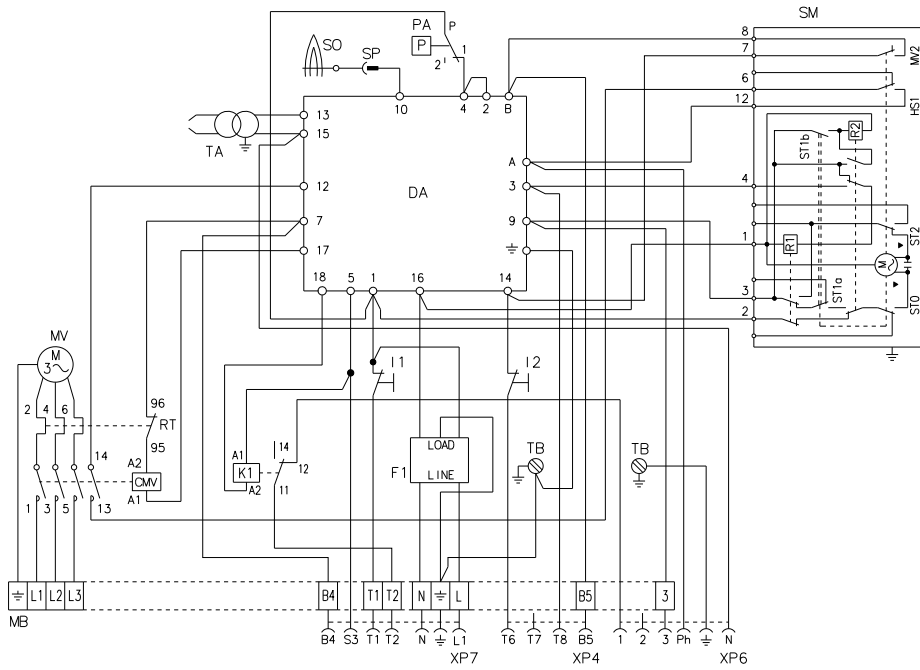 SM
PA
P
P
1
2'
SO
SP
8
7
MV2
6
12
HS1
10
4
2
B
13
15
TA
A
R2
ST1b
12
DA
3
4
7
9
ST2
1
R1
17
M
18
5
1
16
14
3
ST1a
ST0
2
MV
M
3
I1
I2
2
4
6
96
RT
95
14
A2
CMV
A1
A1
K1
A2
14
12
11
LOAD
F1
LINE
TB
TB
1
3
5
13
L1
L2
L3
B4
T1
T2
N
L
B5
3
MB
B4
S3
T1
T2
N
L1
T6
T7
T8
B5
1
2
3
Ph
N
XP7
XP4
XP6